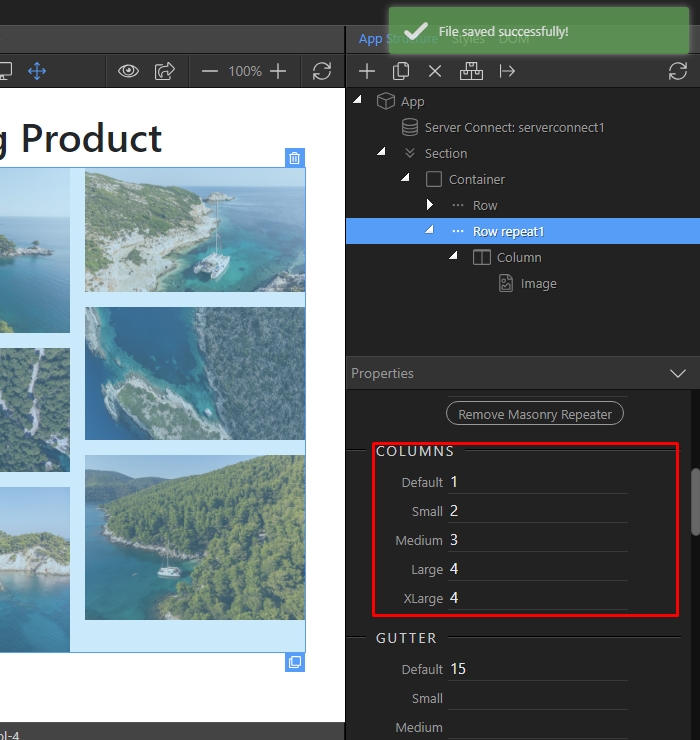 File saved successfully!
App Structure Styles DOM
100%
g Product
App
Server Connect: serverconnect1
Section
Container
Row
Row repeat1
Column
Image
Properties
Remove Masonry Repeater
COLUMNS
Default 1
Small 2
Medium 3
Large 4
XLarge 4
GUTTER
Default 15
Small
Medium
ol-4